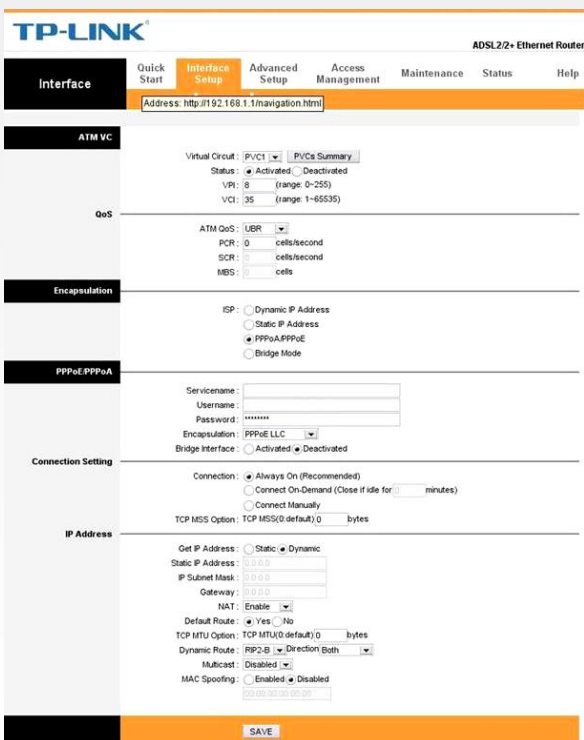 TP-LINK®
ADSL2/2+ Ethernet Router
Interface
Quick Start
Interface Setup
Advanced Setup
Access Management
Maintenance
Status
Help
Address: http://192.168.1.1/navigation.html
ATM VC
Virtual Circuit : PVC1 PVCs Summary
Status : Activated Deactivated
VPI : 8 (range: 0~255)
VCI : 35 (range: 1~65535)
QoS
ATM QoS : UBR
PCR : 0 cells/second
SCR : 0 cells/second
MBS : 0 cells
Encapsulation
ISP : Dynamic IP Address
Static IP Address
PPPoA/PPPoE
Bridge Mode
PPPoE/PPPoA
Servicename :
Username :
Password : ********
Encapsulation : PPPoE LLC
Bridge Interface : Activated Deactivated
Connection Setting
Connection : Always On (Recommended)
Connect On-Demand (Close if idle for 0 minutes)
Connect Manually
TCP MSS Option : TCP MSS(0:default) 0 bytes
IP Address
Get IP Address : Static Dynamic
Static IP Address : 0.0.0.0
IP Subnet Mask : 0.0.0.0
Gateway : 0.0.0.0
NAT : Enable
Default Route : Yes No
TCP MTU Option : TCP MTU(0:default) 0 bytes
Dynamic Route : RIP2-B Direction Both
Multicast : Disabled
MAC Spoofing : Enabled Disabled
00:00:00:00:00:00
SAVE